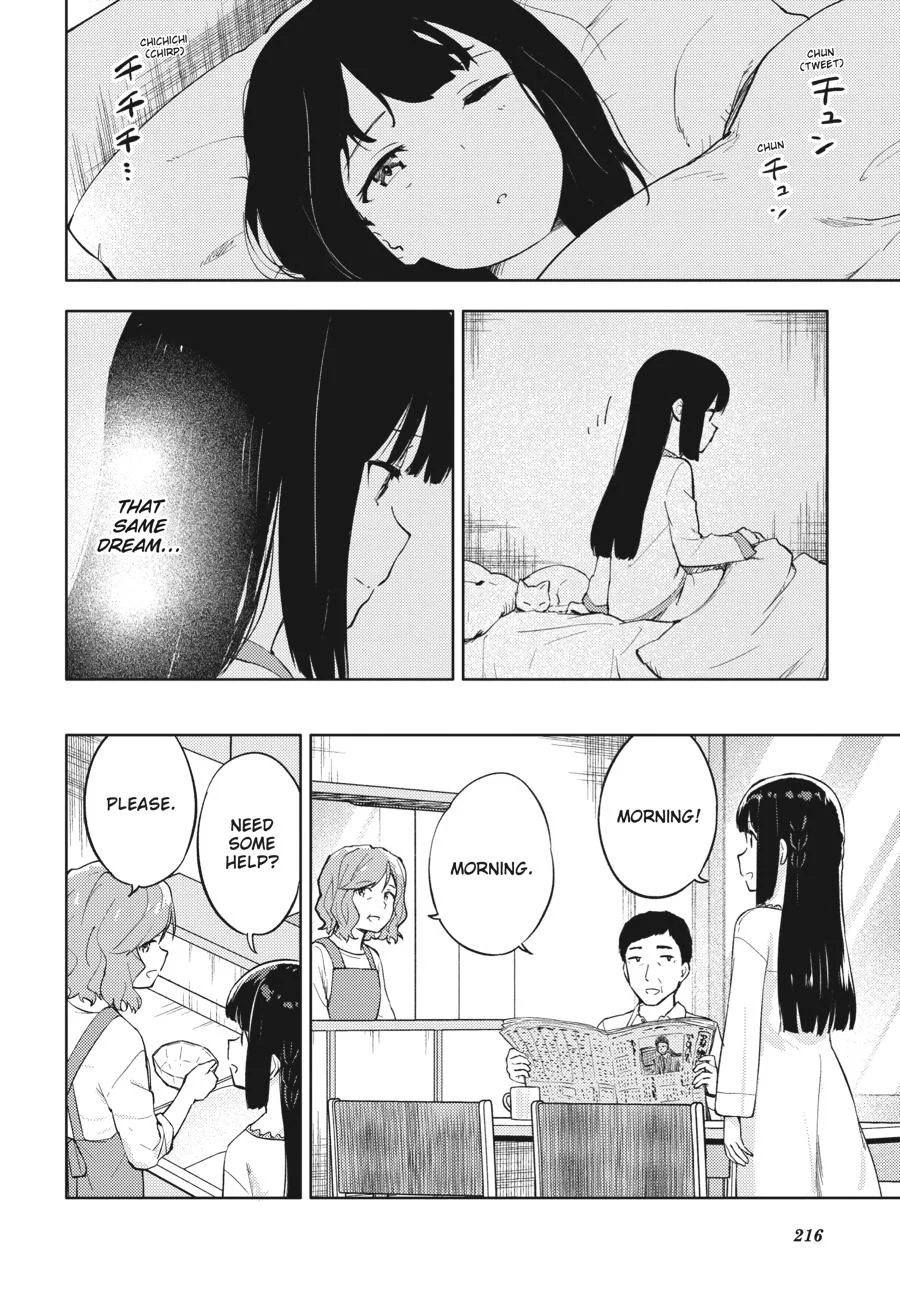 CHUN
(TWEET)
チュン
CHUN
チュン
CHICHICHI
(CHIRP)
チチチ…
THAT
SAME
DREAM...
MORNING!
MORNING.
NEED
SOME
HELP?
PLEASE.
216